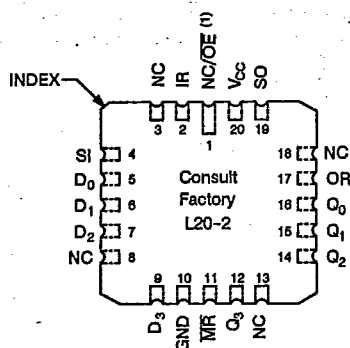 NC IR NC/O̅E̅ (1) VCC SO
INDEX
3 2 1 20 19
SI 4 18 NC
D0 5 Consult 17 OR
D1 6 Factory 16 Q0
D2 7 L20-2 15 Q1
NC 8 14 Q2
9 10 11 12 13
D3 GND M̅R̅ Q3 NC